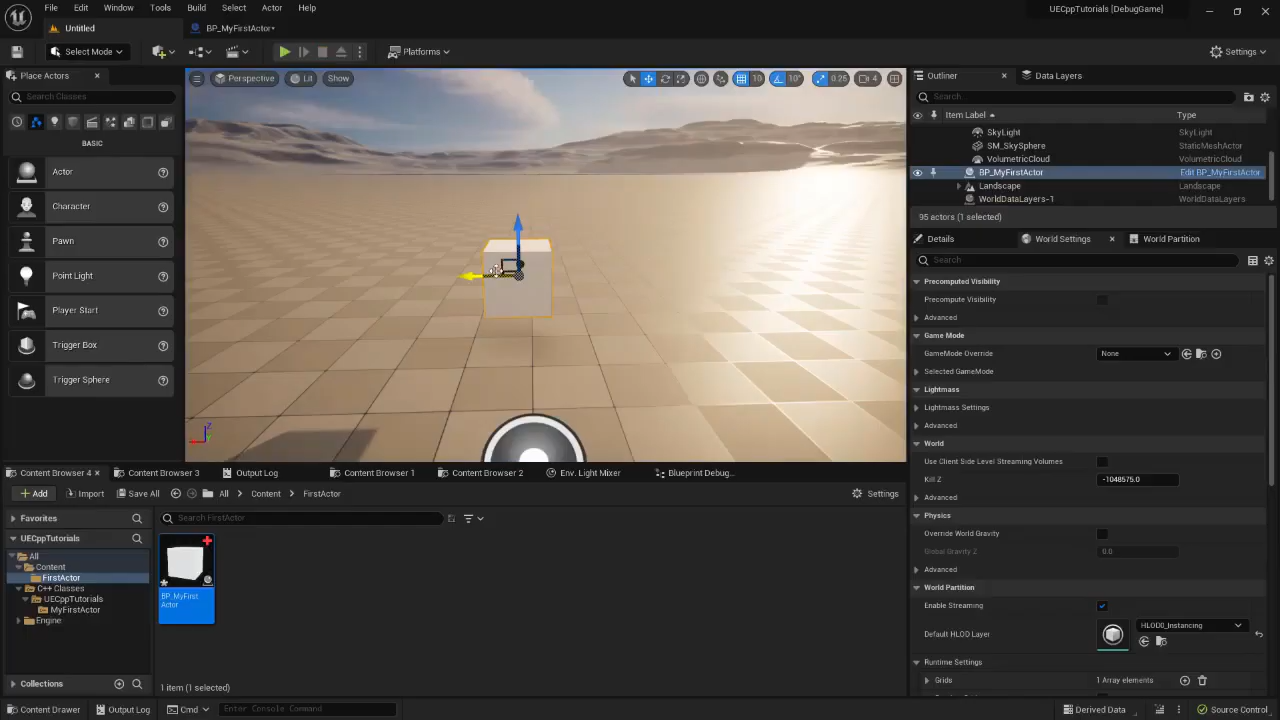 File Edit Window Tools Build Select Actor Help
UECppTutorials [DebugGame]
Untitled
BP_MyFirstActor*
Select Mode
Platforms
Settings
Place Actors
Search Classes
BASIC
Actor
Character
Pawn
Point Light
Player Start
Trigger Box
Trigger Sphere
Perspective Lit Show
10 10° 0.25 4
Outliner
Data Layers
Search...
Item Label Type
SkyLight SkyLight
SM_SkySphere StaticMeshActor
VolumetricCloud VolumetricCloud
BP_MyFirstActor Edit BP_MyFirstActor
Landscape Landscape
WorldDataLayers-1 WorldDataLayers
95 actors (1 selected)
Details World Settings World Partition
Search
Precomputed Visibility
Precompute Visibility
Advanced
Game Mode
GameMode Override None
Selected GameMode
Lightmass
Lightmass Settings
Advanced
World
Use Client Side Level Streaming Volumes
Kill Z -1048575.0
Advanced
Physics
Override World Gravity
Global Gravity Z 0.0
Advanced
World Partition
Enable Streaming
Default HLOD Layer HLOD0_Instancing
Runtime Settings
Grids 1 Array elements
Content Browser 4 Content Browser 3 Output Log Content Browser 1 Content Browser 2 Env. Light Mixer Blueprint Debug...
Add Import Save All All Content FirstActor Settings
Favorites
Search FirstActor
UECppTutorials
All
Content
FirstActor
C++ Classes
UECppTutorials
MyFirstActor
Engine
Collections
BP_MyFirst
Actor
1 item (1 selected)
Content Drawer Output Log Cmd Enter Console Command Derived Data Source Control